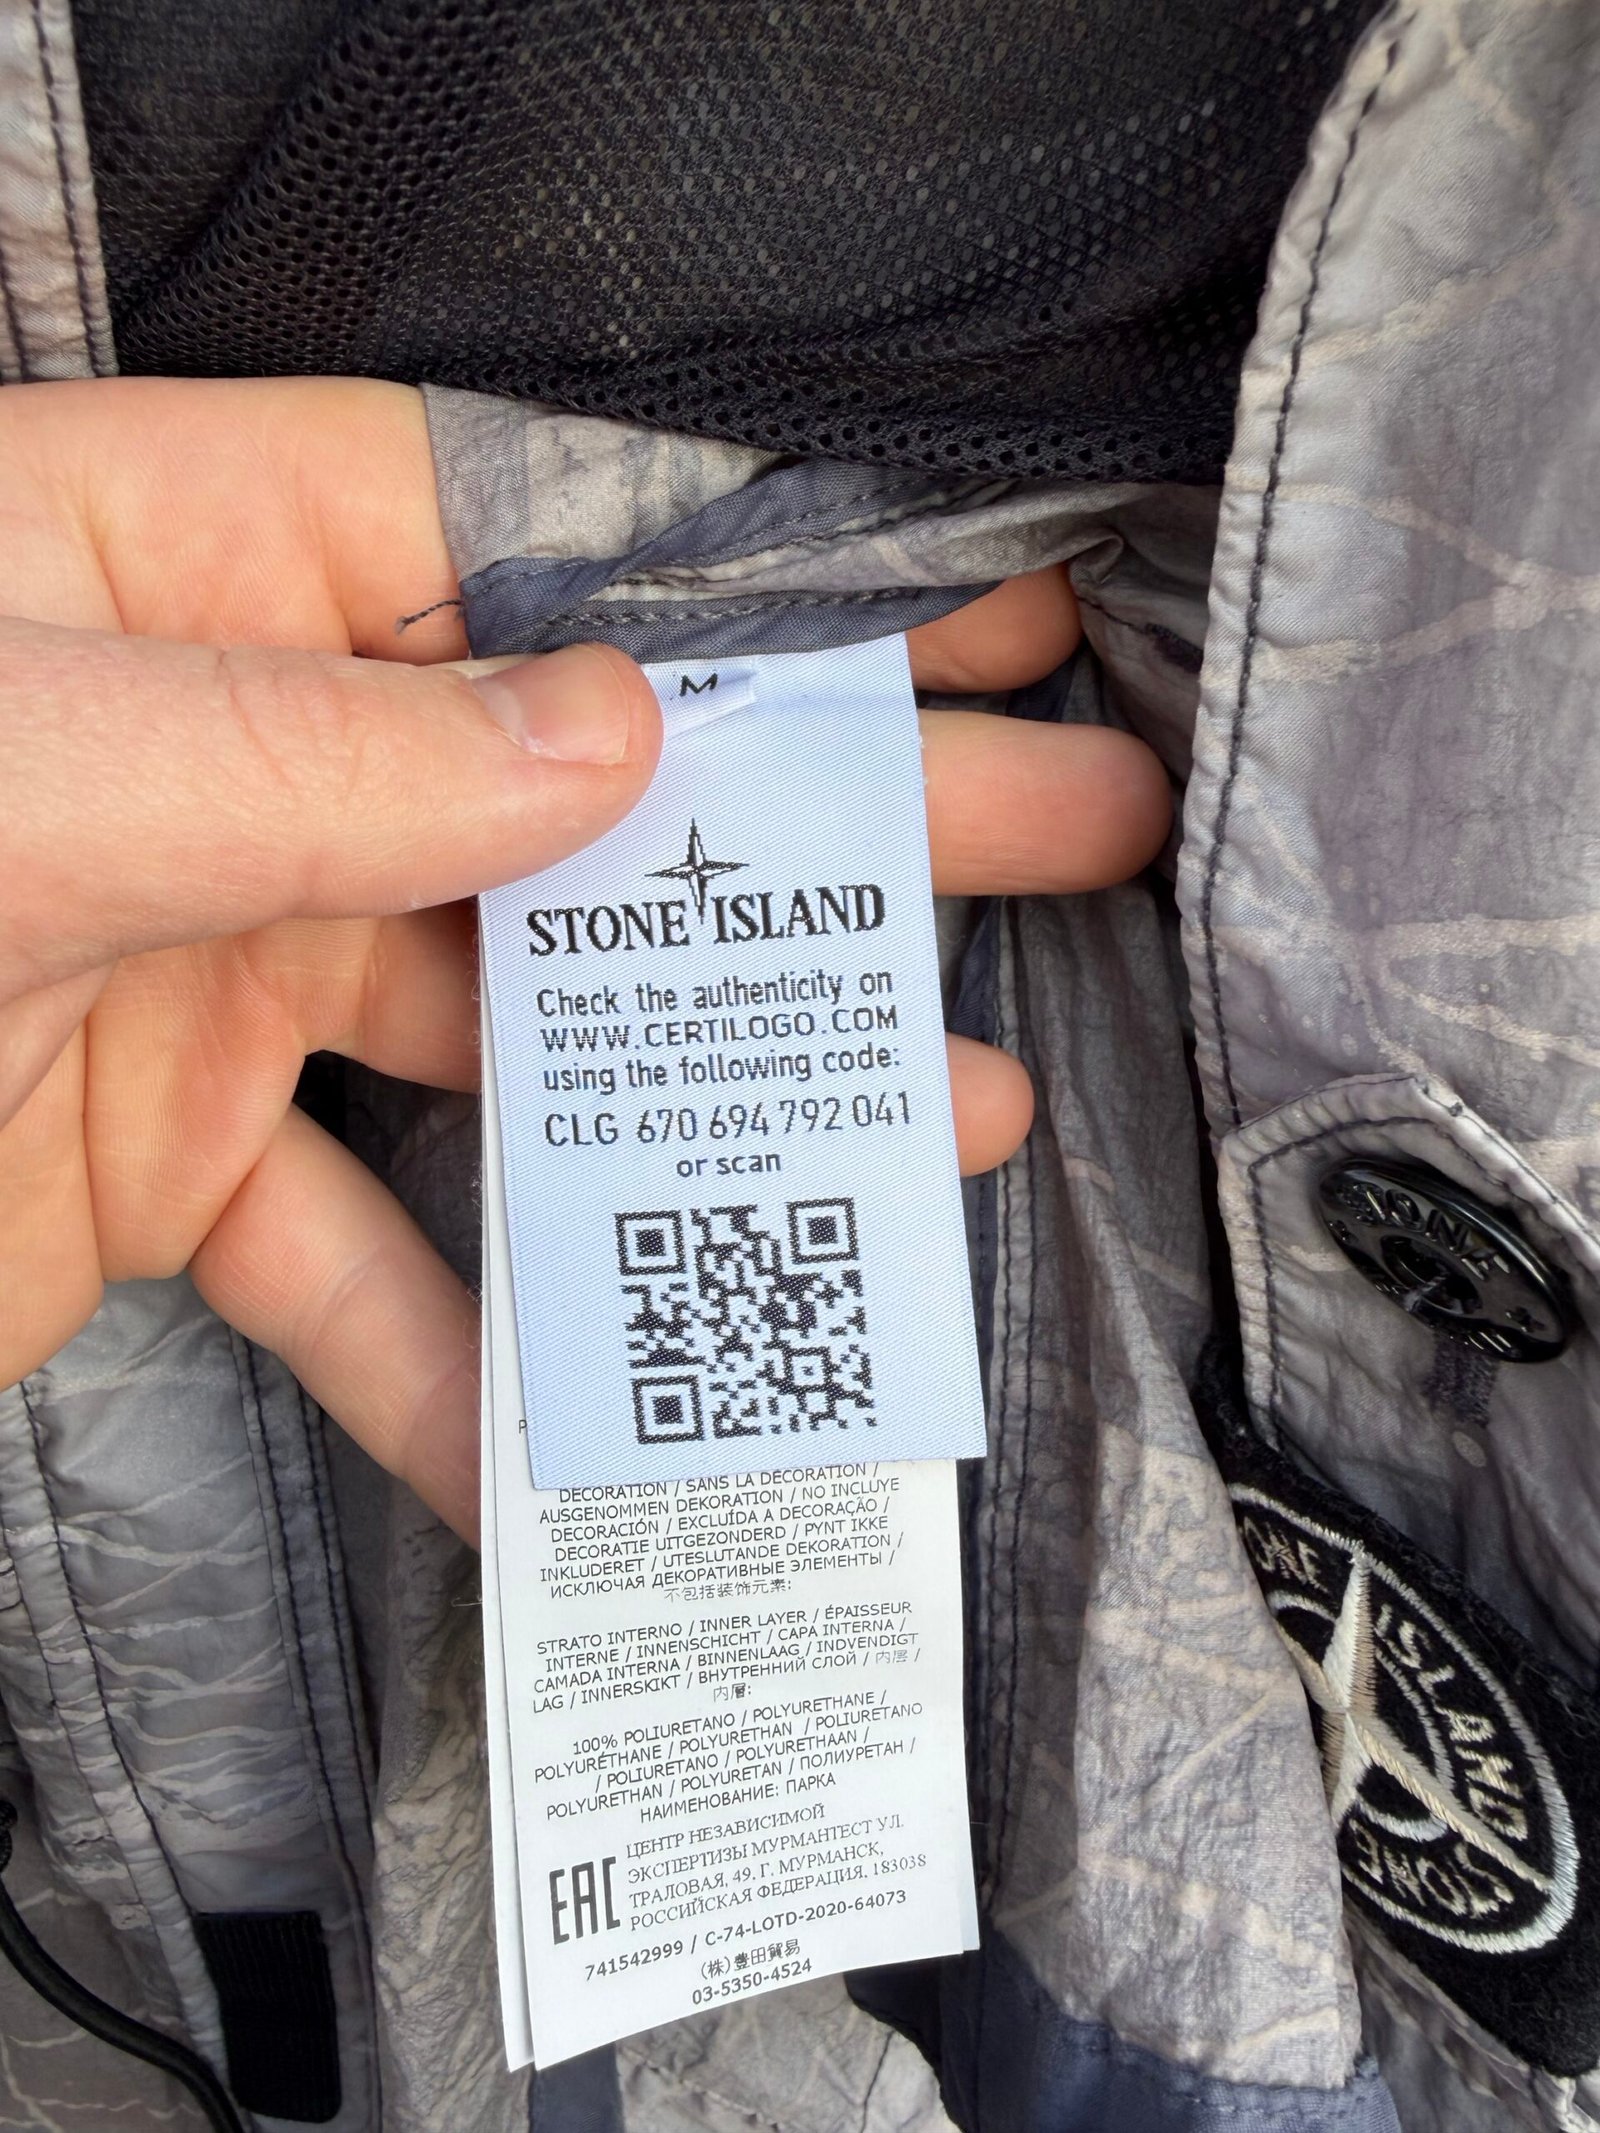 M
STONE ISLAND
Check the authenticity on
WWW.CERTILOGO.COM
using the following code:
CLG 670 694 792 041
or scan
P
DECORATION / SANS LA DECORATION /
AUSGENOMMEN DEKORATION / NO INCLUYE
DECORACIÓN / EXCLUÍDA A DECORAÇÃO /
DECORATIE UITGEZONDERD / PYNT IKKE
INKLUDERET / UTESLUTANDE DEKORATION /
ИСКЛЮЧАЯ ДЕКОРАТИВНЫЕ ЭЛЕМЕНТЫ /
不包括装饰元素:
STRATO INTERNO / INNER LAYER / ÉPAISSEUR
INTERNE / INNENSCHICHT / CAPA INTERNA /
CAMADA INTERNA / BINNENLAAG / INDVENDIGT
LAG / INNERSKIKT / ВНУТРЕННИЙ СЛОЙ / 内层 /
内層:
100% POLIURETANO / POLYURETHANE /
POLYURÉTHANE / POLYURETHAN / POLIURETANO
/ POLIURETANO / POLYURETHAAN /
POLYURETHAN / POLYURETAN / ПОЛИУРЕТАН /
НАИМЕНОВАНИЕ: ПАРКА
EAC
ЦЕНТР НЕЗАВИСИМОЙ
ЭКСПЕРТИЗЫ МУРМАНТЕСТ УЛ.
ТРАЛОВАЯ, 49. Г. МУРМАНСК,
РОССИЙСКАЯ ФЕДЕРАЦИЯ. 183038
741542999 / C-74-LOTD-2020-64073
(株)豊田貿易
03-5350-4524
ISLAND
STONE